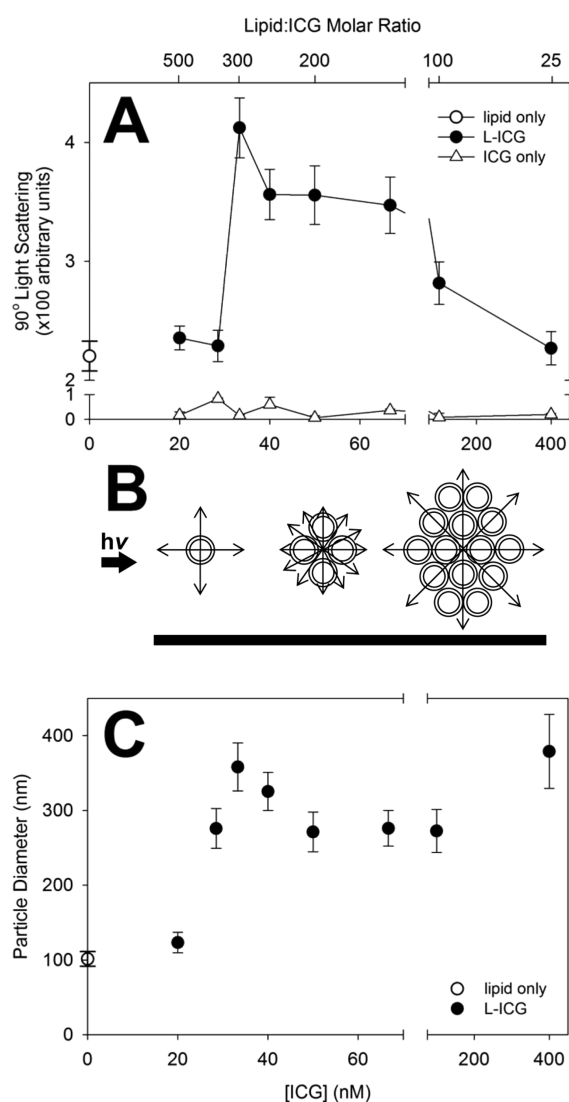 Lipid:ICG Molar Ratio
500 300 200 100 25
A
lipid only
L-ICG
ICG only
90° Light Scattering
(x100 arbitrary units)
4
3
2
1
0
0 20 40 60 200 400
B
hν
C
Particle Diameter (nm)
400
300
200
100
0
lipid only
L-ICG
0 20 40 60 200 400
[ICG] (nM)